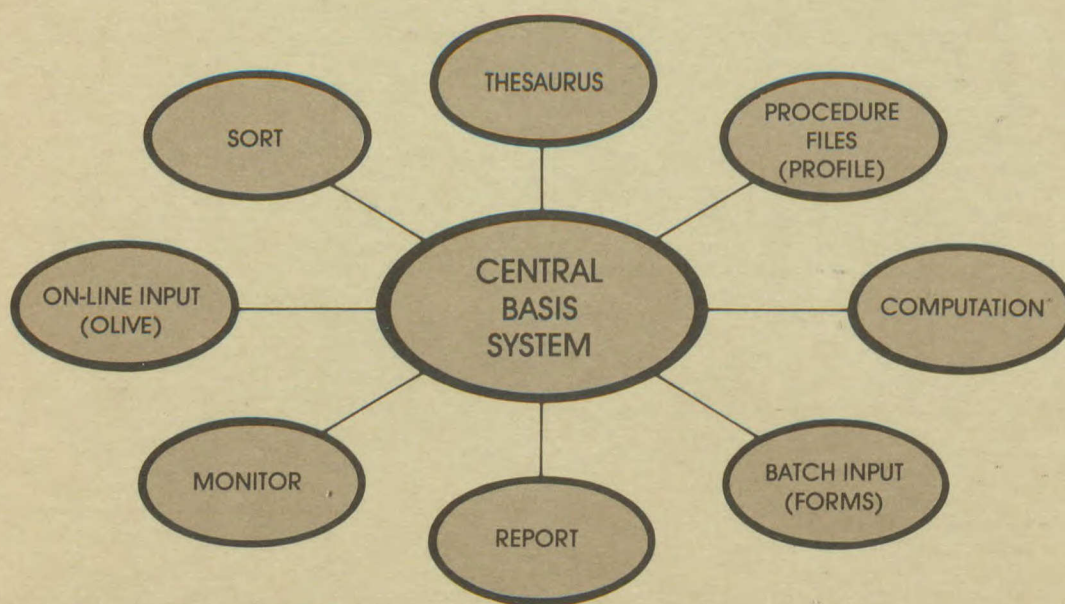 THESAURUS
SORT
PROCEDURE
FILES
(PROFILE)
ON-LINE INPUT
(OLIVE)
CENTRAL
BASIS
SYSTEM
COMPUTATION
MONITOR
REPORT
BATCH INPUT
(FORMS)